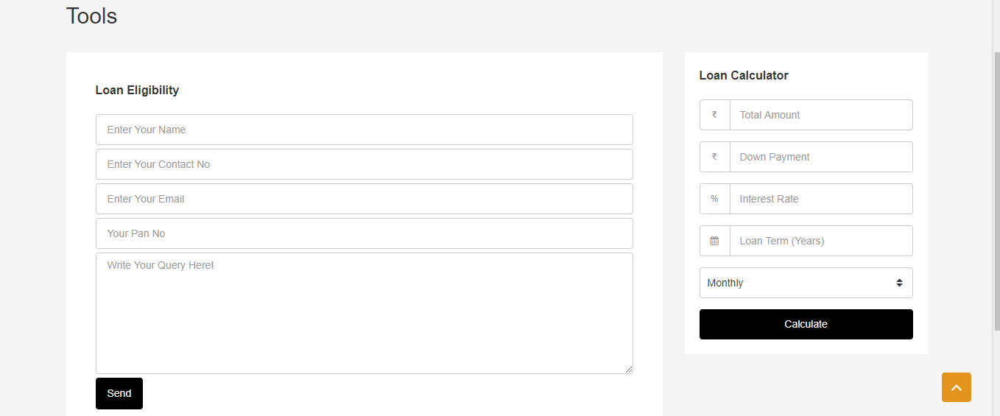 Tools
Loan Eligibility
Enter Your Name
Enter Your Contact No
Enter Your Email
Your Pan No
Write Your Query Here!
Send
Loan Calculator
₹ Total Amount
₹ Down Payment
% Interest Rate
Loan Term (Years)
Monthly
Calculate